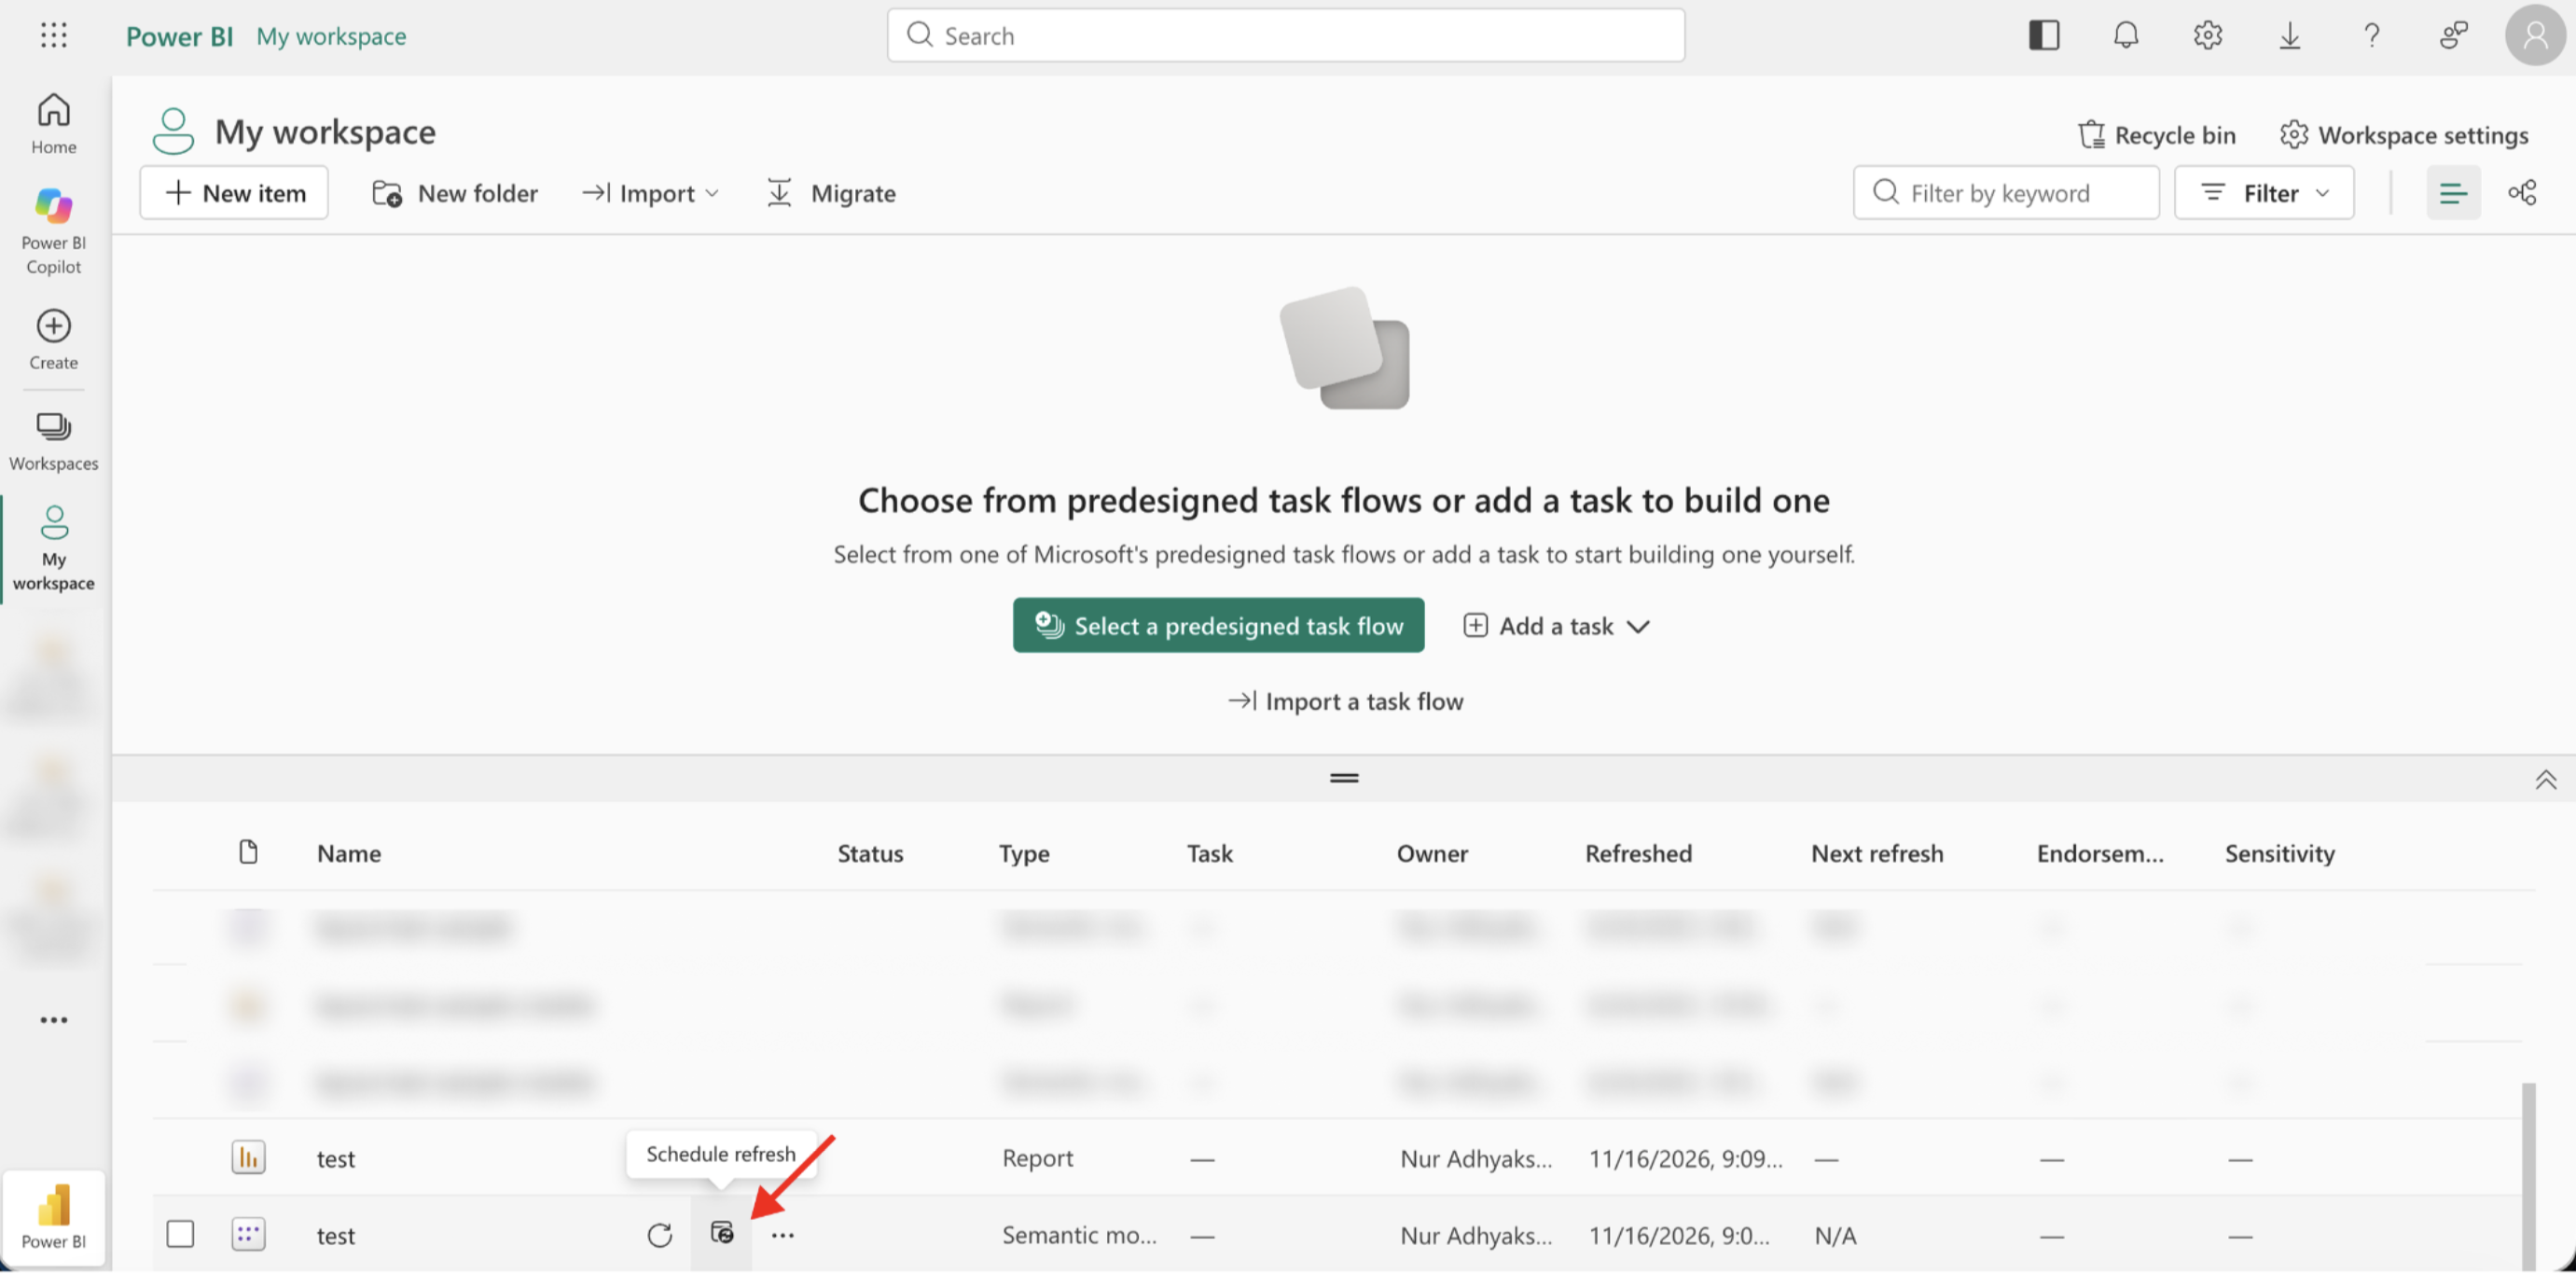 Power BI My workspace
Search
Home
Power BI
Copilot
Create
Workspaces
My
workspace
Power BI
My workspace
Recycle bin
Workspace settings
New item
New folder
Import
Migrate
Filter by keyword
Filter
Choose from predesigned task flows or add a task to build one
Select from one of Microsoft's predesigned task flows or add a task to start building one yourself.
Select a predesigned task flow
Add a task
Import a task flow
Name Status Type Task Owner Refreshed Next refresh Endorsem... Sensitivity
Schedule refresh
test Report — Nur Adhyaks... 11/16/2026, 9:09... — — —
test Semantic mo... — Nur Adhyaks... 11/16/2026, 9:0... N/A — —